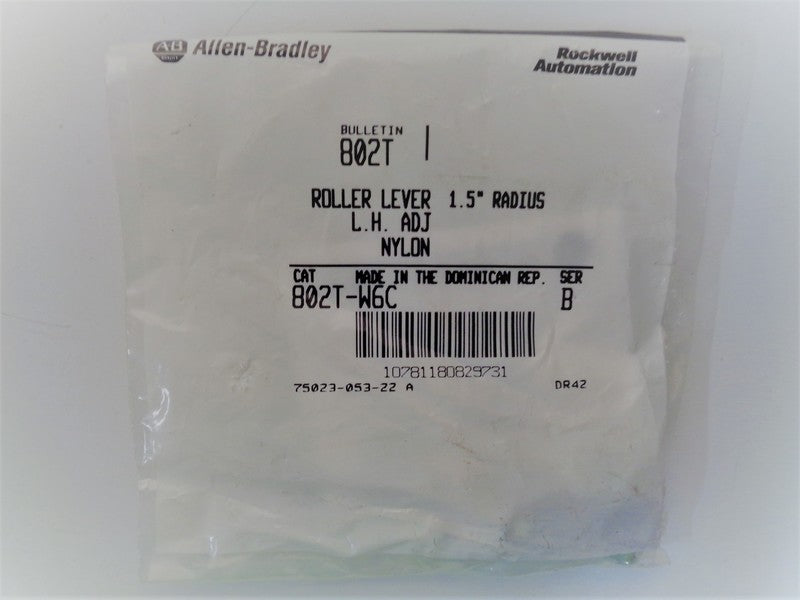 AB Allen-Bradley
Rockwell
Automation
BULLETIN
802T
ROLLER LEVER 1.5" RADIUS
L.H. ADJ
NYLON
CAT MADE IN THE DOMINICAN REP. SER
802T-W6C B
10781180829731
75023-053-22 A DR42